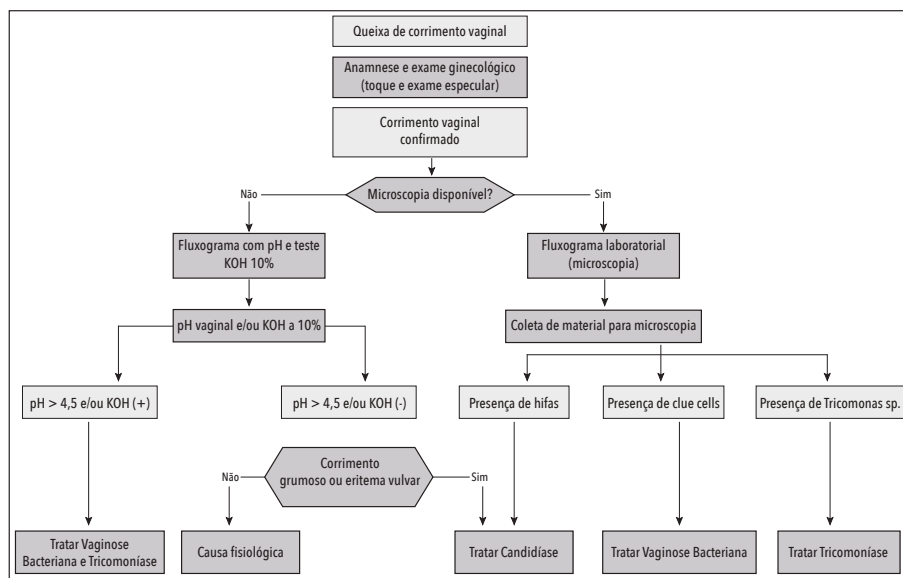 Queixa de corrimento vaginal
Anamnese e exame ginecológico
(toque e exame especular)
Corrimento vaginal
confirmado
Microscopia disponível?
Não
Sim
Fluxograma com pH e teste
KOH 10%
Fluxograma laboratorial
(microscopia)
pH vaginal e/ou KOH a 10%
Coleta de material para microscopia
pH > 4,5 e/ou KOH (+)
pH > 4,5 e/ou KOH (-)
Presença de hifas
Presença de clue cells
Presença de Tricomonas sp.
Não
Corrimento
grumoso ou eritema vulvar
Sim
Tratar Vaginose
Bacteriana e Tricomoníase
Causa fisiológica
Tratar Candidíase
Tratar Vaginose Bacteriana
Tratar Tricomoníase